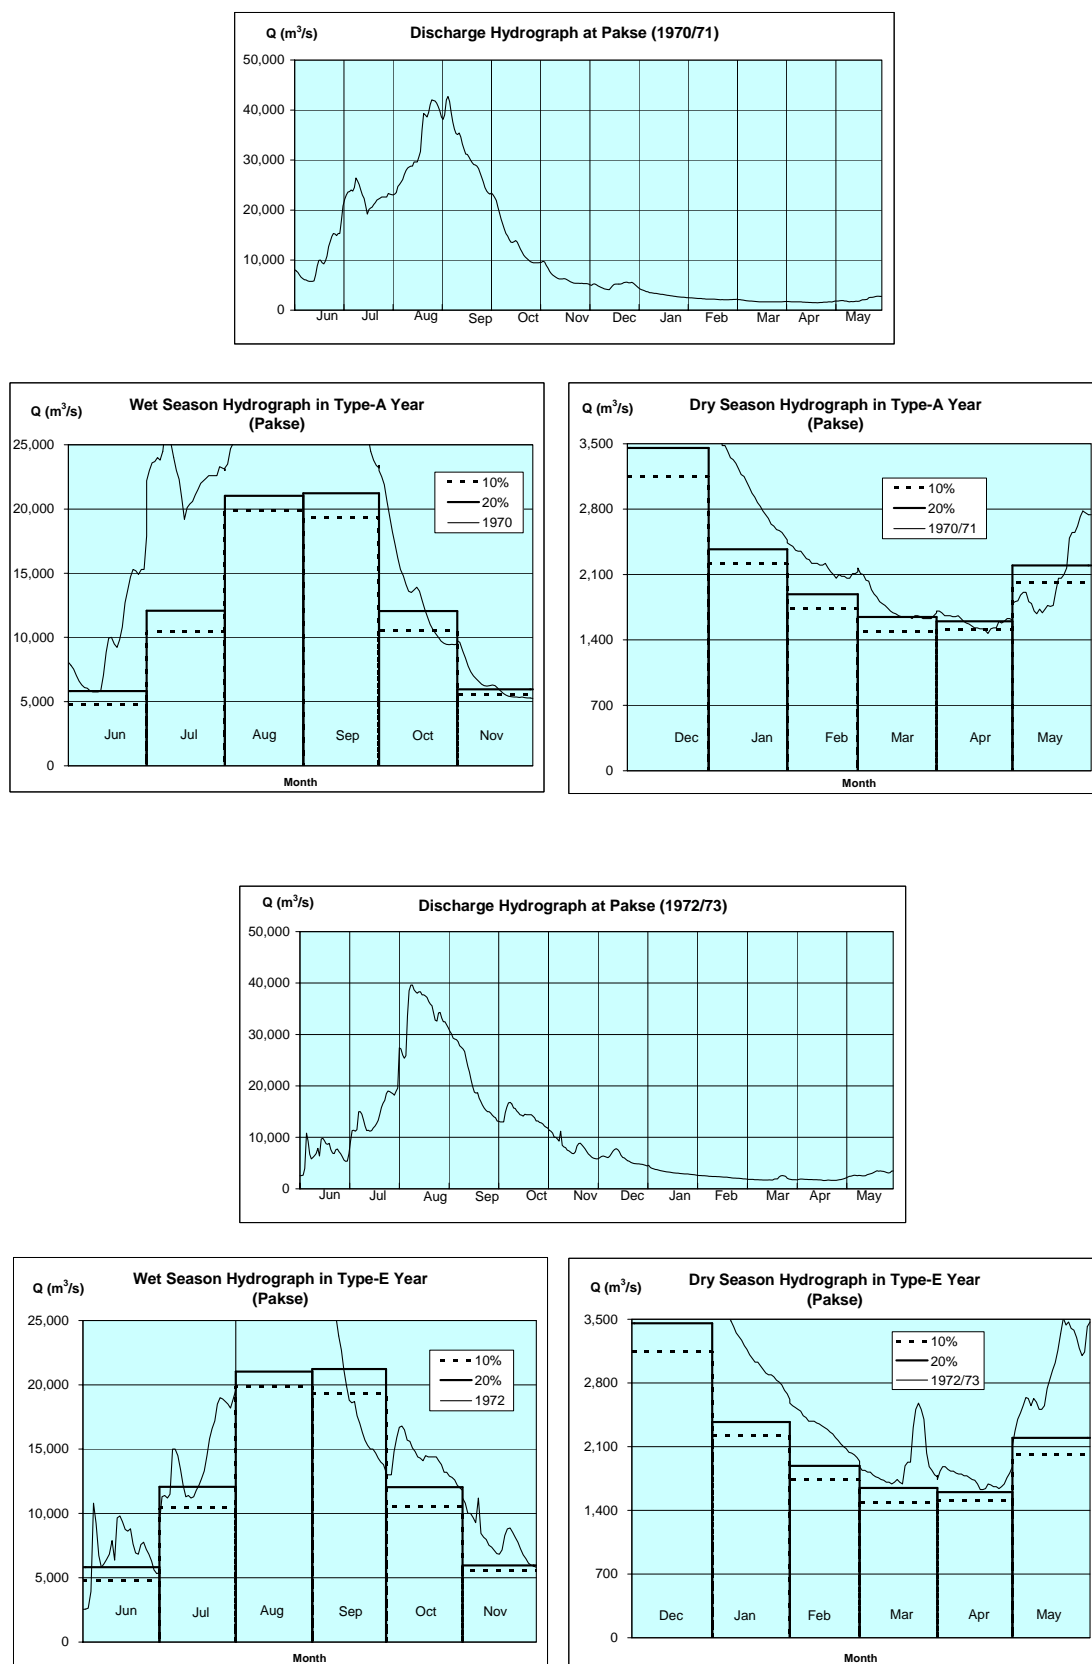 Q (m³/s)
Discharge Hydrograph at Pakse (1970/71)
50,000
40,000
30,000
20,000
10,000
0
Jun Jul Aug Sep Oct Nov Dec Jan Feb Mar Apr May
Q (m³/s)
Wet Season Hydrograph in Type-A Year
(Pakse)
25,000
20,000
15,000
10,000
5,000
0
10%
20%
1970
Jun Jul Aug Sep Oct Nov
Month
Q (m³/s)
Dry Season Hydrograph in Type-A Year
(Pakse)
3,500
2,800
2,100
1,400
700
0
10%
20%
1970/71
Dec Jan Feb Mar Apr May
Month
Q (m³/s)
Discharge Hydrograph at Pakse (1972/73)
50,000
40,000
30,000
20,000
10,000
0
Jun Jul Aug Sep Oct Nov Dec Jan Feb Mar Apr May
Q (m³/s)
Wet Season Hydrograph in Type-E Year
(Pakse)
25,000
20,000
15,000
10,000
5,000
0
10%
20%
1972
Jun Jul Aug Sep Oct Nov
Month
Q (m³/s)
Dry Season Hydrograph in Type-E Year
(Pakse)
3,500
2,800
2,100
1,400
700
0
10%
20%
1972/73
Dec Jan Feb Mar Apr May
Month